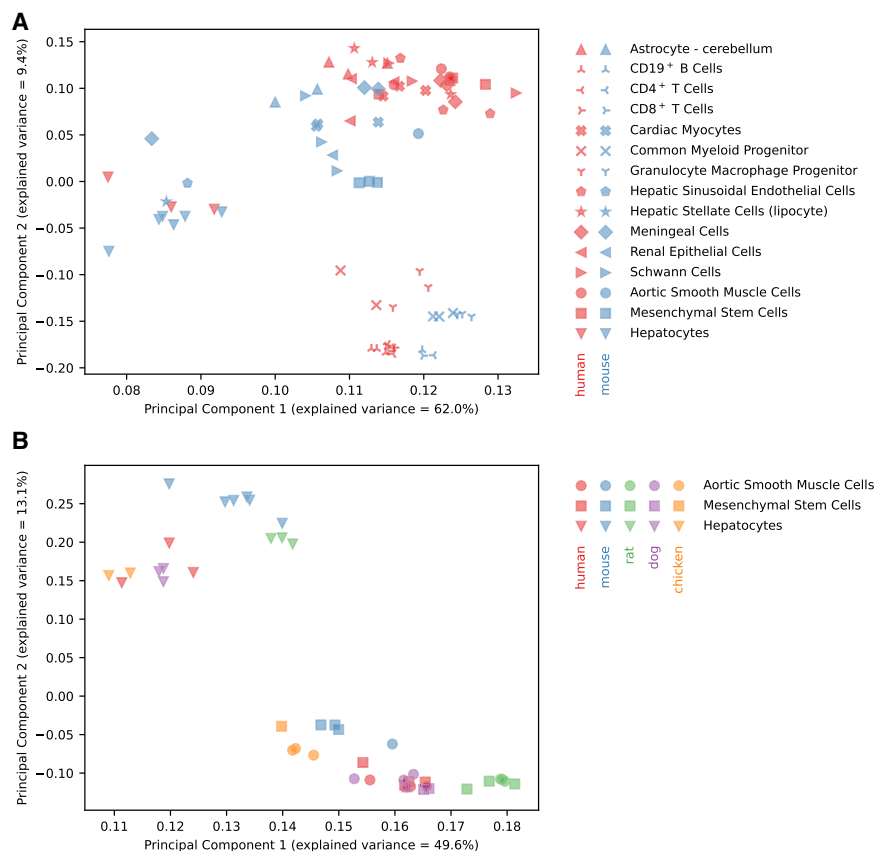 A
Principal Component 2 (explained variance = 9.4%)
0.15
0.10
0.05
0.00
−0.05
−0.10
−0.15
−0.20
0.08 0.09 0.10 0.11 0.12 0.13
Principal Component 1 (explained variance = 62.0%)
Astrocyte - cerebellum
CD19+ B Cells
CD4+ T Cells
CD8+ T Cells
Cardiac Myocytes
Common Myeloid Progenitor
Granulocyte Macrophage Progenitor
Hepatic Sinusoidal Endothelial Cells
Hepatic Stellate Cells (lipocyte)
Meningeal Cells
Renal Epithelial Cells
Schwann Cells
Aortic Smooth Muscle Cells
Mesenchymal Stem Cells
Hepatocytes
human
mouse
B
Principal Component 2 (explained variance = 13.1%)
0.25
0.20
0.15
0.10
0.05
0.00
−0.05
−0.10
0.11 0.12 0.13 0.14 0.15 0.16 0.17 0.18
Principal Component 1 (explained variance = 49.6%)
Aortic Smooth Muscle Cells
Mesenchymal Stem Cells
Hepatocytes
human
mouse
rat
dog
chicken